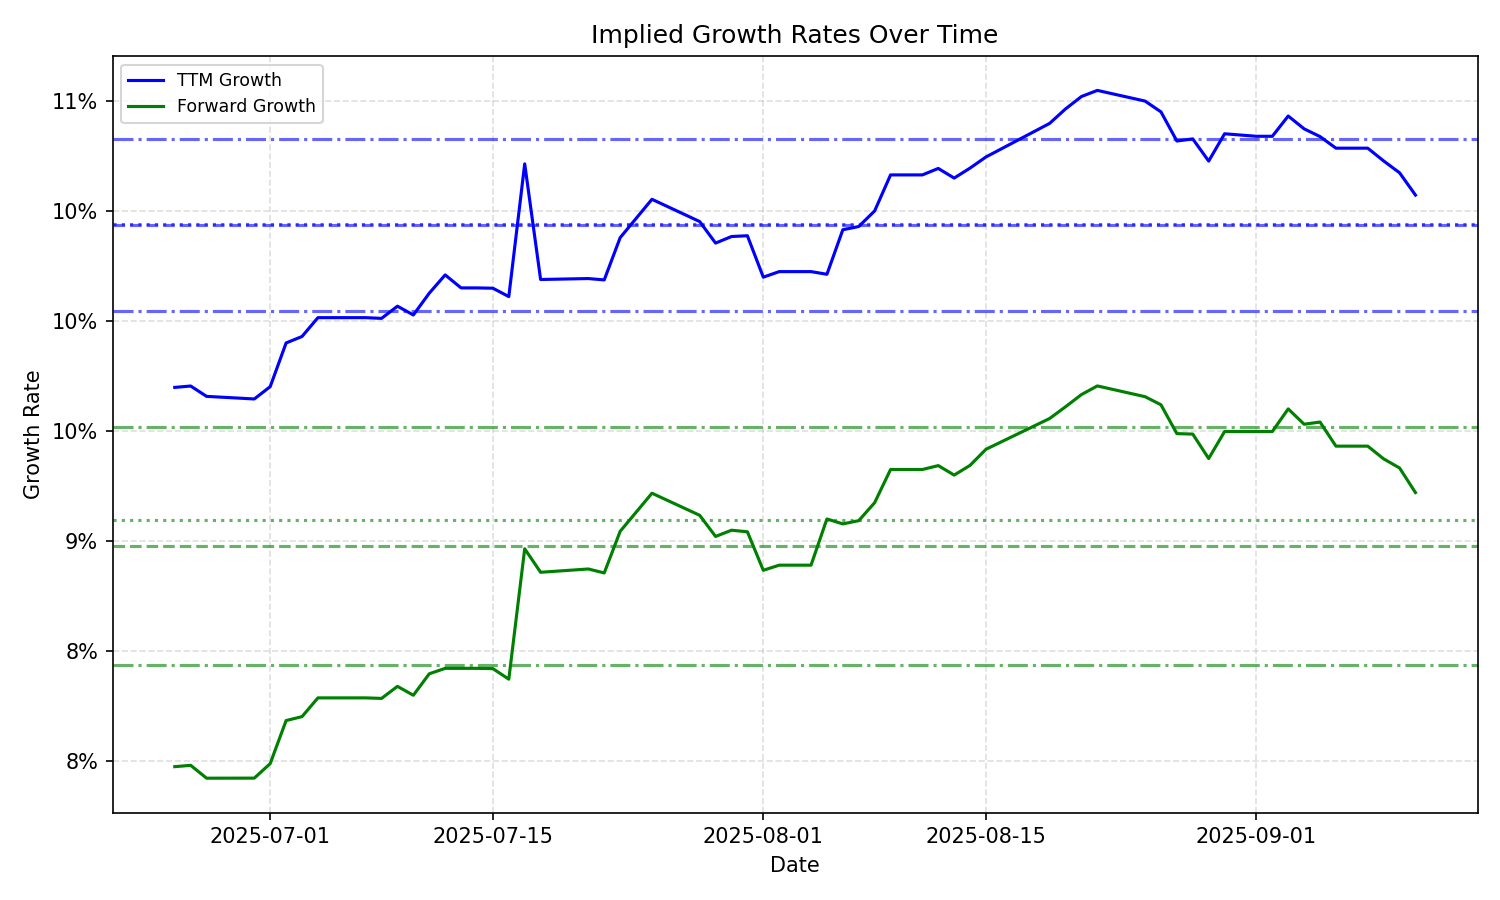 Implied Growth Rates Over Time
TTM Growth
Forward Growth
11%
10%
10%
10%
9%
8%
8%
Growth Rate
2025-07-01
2025-07-15
2025-08-01
2025-08-15
2025-09-01
Date